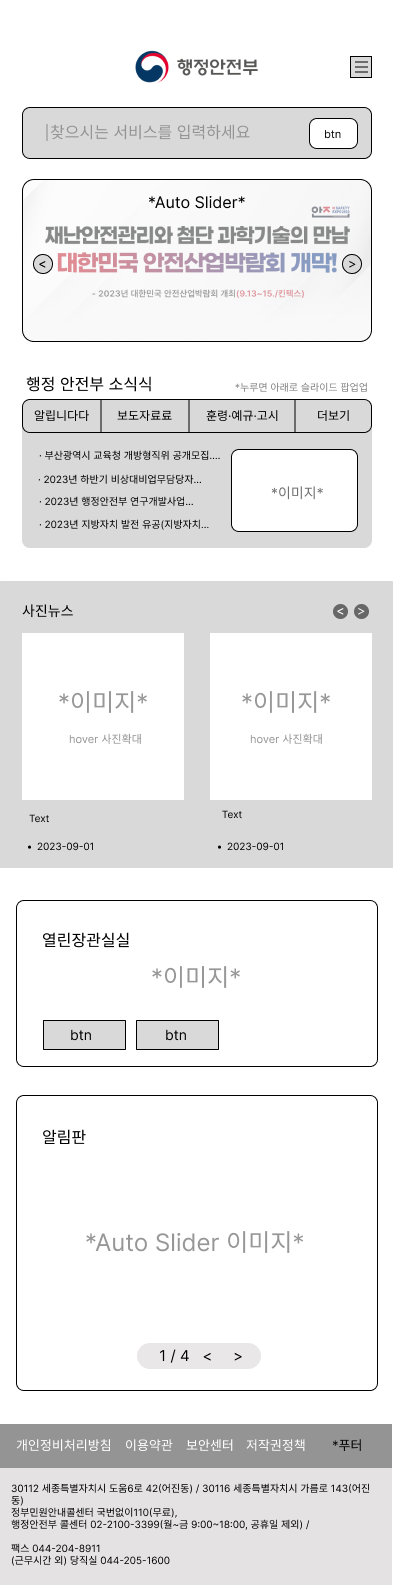 행정안전부
|찾으시는 서비스를 입력하세요
btn
*Auto Slider*
아ㅈ K-SAFETY EXPO 2023
재난안전관리와 첨단 과학기술의 만남
< 대한민국 안전산업박람회 개막! >
- 2023년 대한민국 안전산업박람회 개최(9.13~15./킨텍스)
행정 안전부 소식식
*누루면 아래로 슬라이드 팝업업
알립니다다 보도자료료 훈령·예규·고시 더보기
· 부산광역시 교육청 개방형직위 공개모집....
· 2023년 하반기 비상대비업무담당자...
· 2023년 행정안전부 연구개발사업...
· 2023년 지방자치 발전 유공(지방자치...
*이미지*
사진뉴스 < >
*이미지* *이미지*
hover 사진확대 hover 사진확대
Text Text
• 2023-09-01 • 2023-09-01
열린장관실실
*이미지*
btn btn
알림판
*Auto Slider 이미지*
1 / 4 < >
개인정비처리방침 이용약관 보안센터 저작권정책 *푸터
30112 세종특별자치시 도움6로 42(어진동) / 30116 세종특별자치시 가름로 143(어진
동)
정부민원안내콜센터 국번없이110(무료),
행정안전부 콜센터 02-2100-3399(월~금 9:00~18:00, 공휴일 제외) /
팩스 044-204-8911
(근무시간 외) 당직실 044-205-1600